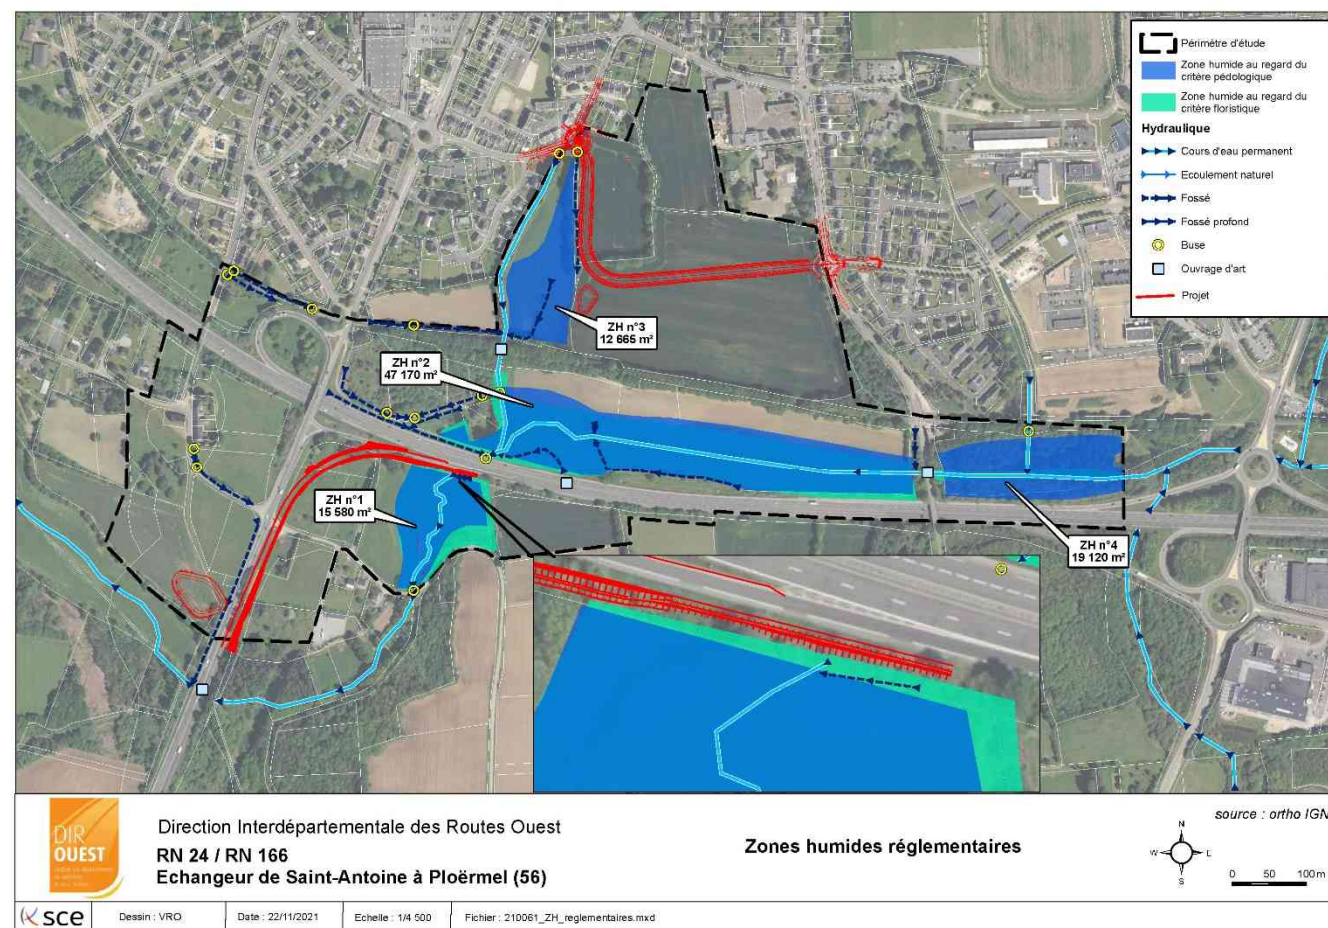 Périmètre d'étude
Zone humide au regard du
critère pédologique
Zone humide au regard du
critère floristique
Hydraulique
Cours d'eau permanent
Ecoulement naturel
Fossé
Fossé profond
Buse
Ouvrage d'art
Projet
ZH n°3
12 665 m²
ZH n°2
47 170 m²
ZH n°1
15 580 m²
ZH n°4
19 120 m²
DIR
OUEST
Direction Interdépartementale des Routes Ouest
RN 24 / RN 166
Echangeur de Saint-Antoine à Ploërmel (56)
Zones humides réglementaires
source : ortho IGN
N
W
E
S
0 50 100 m
sce
Dessin : VRO
Date : 22/11/2021
Echelle : 1/4 500
Fichier : 210061_ZH_reglementaires.mxd